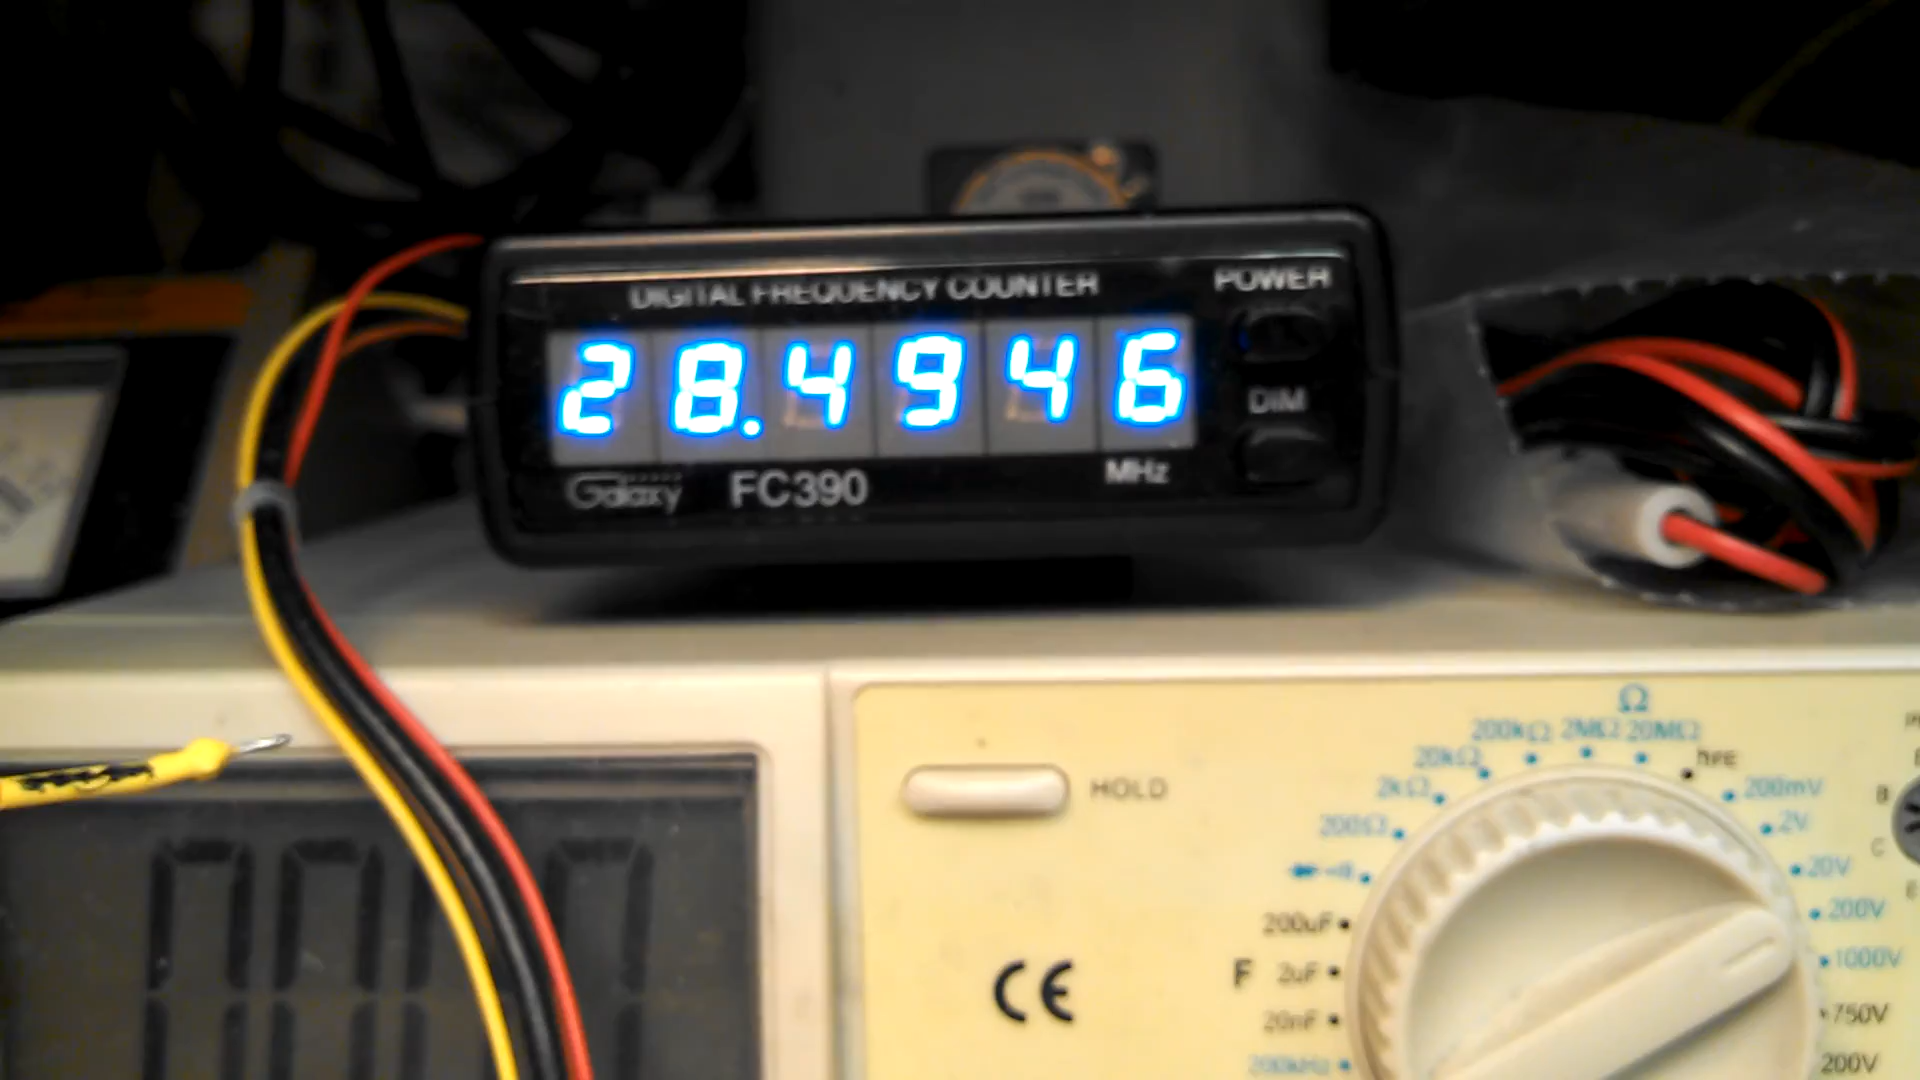 DIGITAL FREQUENCY COUNTER
POWER
28.4946
DIM
Galaxy FC390
MHz
HOLD
Ω
200kΩ 2MΩ 20MΩ
20kΩ
hFE
2kΩ
200mV
200Ω
2V
20V
200V
1000V
750V
200V
200uF
F 2uF
20nF
200kHz
B
C
E
CE